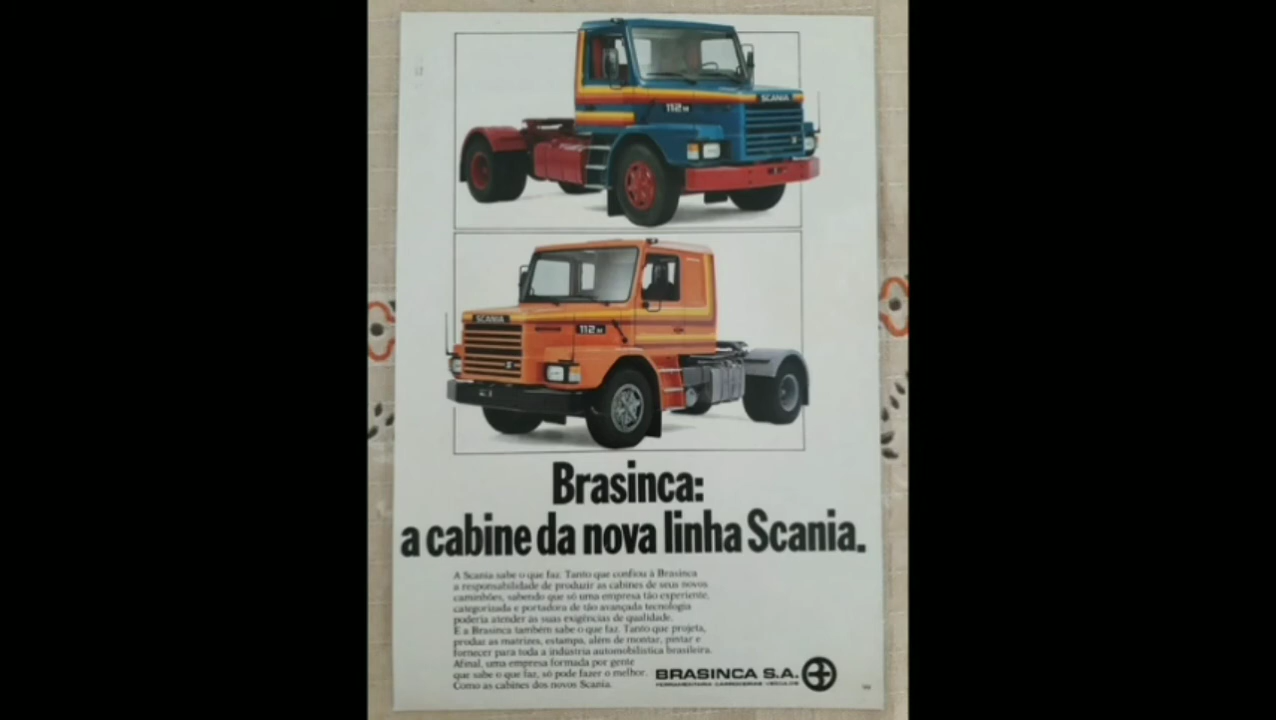 SCANIA
112 H
SCANIA
112 H
Brasinca:
a cabine da nova linha Scania.
A Scania sabe o que faz. Tanto que confiou à Brasinca
a responsabilidade de produzir as cabines de seus novos
caminhões, sabendo que só uma empresa tão experiente,
categorizada e portadora de tão avançada tecnologia
poderia atender às suas exigências de qualidade.
E a Brasinca também sabe o que faz. Tanto que projeta,
produz as matrizes, estampa, além de montar, pintar e
fornecer para toda a indústria automobilística brasileira.
Afinal, uma empresa formada por gente
que sabe o que faz, só pode fazer o melhor.
Como as cabines dos novos Scania.
BRASINCA S.A.
FERRAMENTARIA CARROCERIAS VEÍCULOS